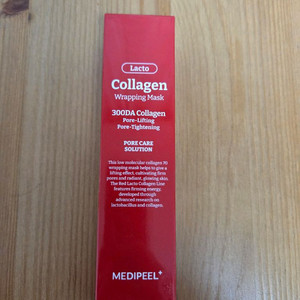 Lacto
Collagen
Wrapping Mask
300DA Collagen
Pore-Lifting
Pore-Tightening
PORE CARE
SOLUTION
This low molecular collagen 90
wrapping mask helps to give a
lifting effect, cultivating firm
pores and radiant, glowing skin.
The Red Lacto Collagen Line
features firming energy,
developed through
advanced research on
lactobacillus and collagen.
MEDIPEEL+